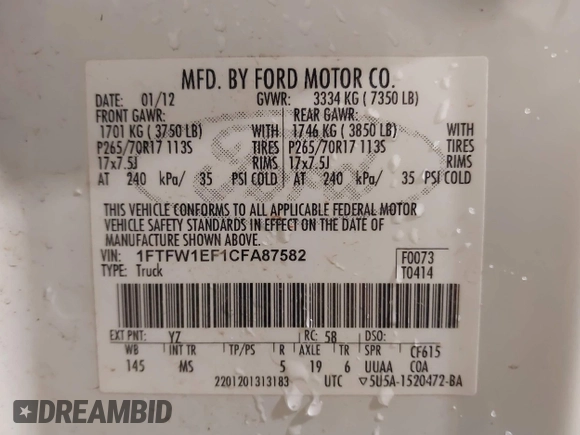 MFD. BY FORD MOTOR CO.
DATE: 01/12 GVWR: 3334 KG ( 7350 LB)
FRONT GAWR: REAR GAWR:
1701 KG ( 3750 LB) WITH 1746 KG ( 3850 LB) WITH
P265/70R17 113S TIRES P265/70R17 113S TIRES
17x7.5J RIMS 17x7.5J RIMS
AT 240 kPa/ 35 PSI COLD AT 240 kPa/ 35 PSI COLD
THIS VEHICLE CONFORMS TO ALL APPLICABLE FEDERAL MOTOR
VEHICLE SAFETY STANDARDS IN EFFECT ON THE DATE OF
MANUFACTURE SHOWN ABOVE.
VIN: 1FTFW1EF1CFA87582 F0073
TYPE: Truck T0414
EXT PNT: Y7 RC: 58 DSO:
WB INT TR TP/PS R AXLE TR SPR CF615
145 MS 5 19 6 UUAA COA
2201201313183 UTC ▽5U5A-1520472-BA
DREAMBID